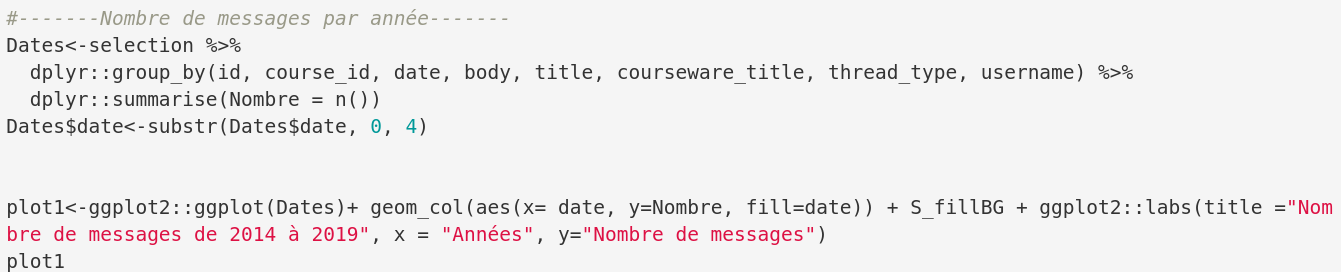 #-------Nombre de messages par année-------
Dates<-selection %>%
  dplyr::group_by(id, course_id, date, body, title, courseware_title, thread_type, username) %>%
  dplyr::summarise(Nombre = n())
Dates$date<-substr(Dates$date, 0, 4)
plot1<-ggplot2::ggplot(Dates)+ geom_col(aes(x= date, y=Nombre, fill=date)) + S_fillBG + ggplot2::labs(title ="Nom
bre de messages de 2014 à 2019", x = "Années", y="Nombre de messages")
plot1